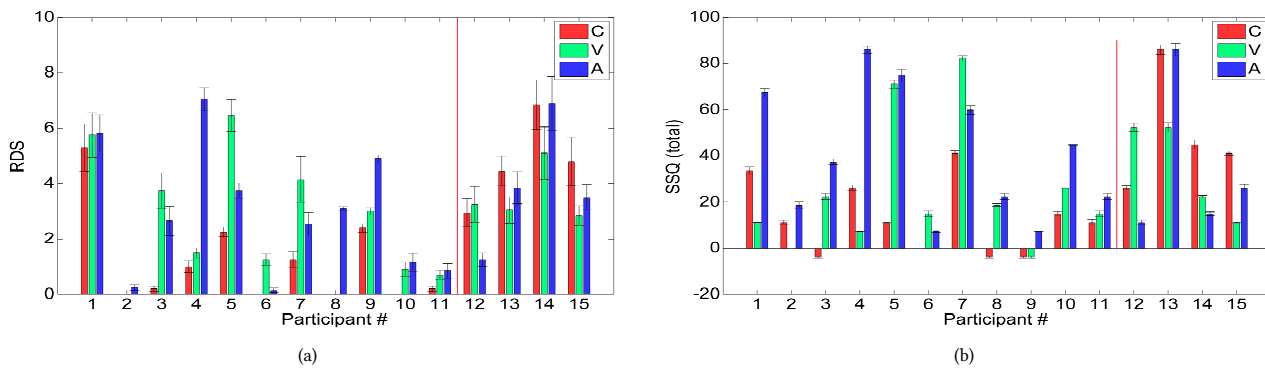 10
8
6
4
2
0
RDS
C
V
A
1 2 3 4 5 6 7 8 9 10 11 12 13 14 15
Participant #
(a)
100
80
60
40
20
0
-20
SSQ (total)
C
V
A
1 2 3 4 5 6 7 8 9 10 11 12 13 14 15
Participant #
(b)